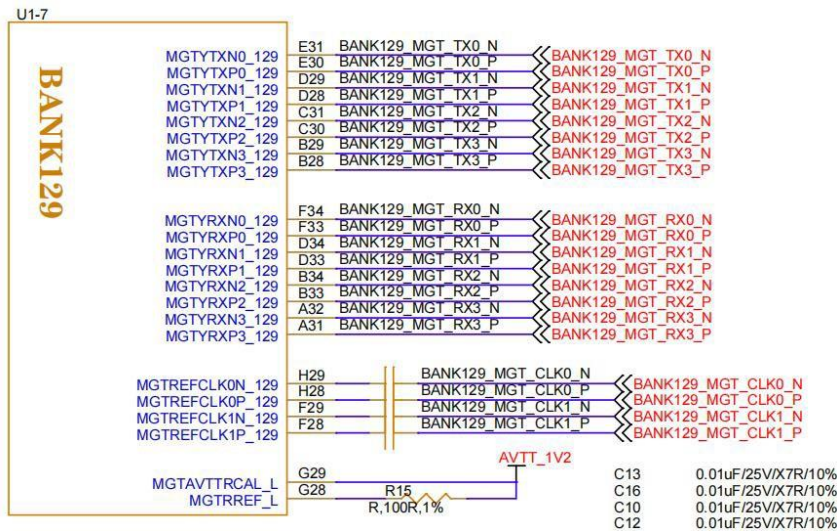 U1-7
BANK129
MGTYTXN0_129 E31 BANK129_MGT_TX0_N BANK129_MGT_TX0_N
MGTYTXP0_129 E30 BANK129_MGT_TX0_P BANK129_MGT_TX0_P
MGTYTXN1_129 D29 BANK129_MGT_TX1_N BANK129_MGT_TX1_N
MGTYTXP1_129 D28 BANK129_MGT_TX1_P BANK129_MGT_TX1_P
MGTYTXN2_129 C31 BANK129_MGT_TX2_N BANK129_MGT_TX2_N
MGTYTXP2_129 C30 BANK129_MGT_TX2_P BANK129_MGT_TX2_P
MGTYTXN3_129 B29 BANK129_MGT_TX3_N BANK129_MGT_TX3_N
MGTYTXP3_129 B28 BANK129_MGT_TX3_P BANK129_MGT_TX3_P
MGTYRXN0_129 F34 BANK129_MGT_RX0_N BANK129_MGT_RX0_N
MGTYRXP0_129 F33 BANK129_MGT_RX0_P BANK129_MGT_RX0_P
MGTYRXN1_129 D34 BANK129_MGT_RX1_N BANK129_MGT_RX1_N
MGTYRXP1_129 D33 BANK129_MGT_RX1_P BANK129_MGT_RX1_P
MGTYRXN2_129 B34 BANK129_MGT_RX2_N BANK129_MGT_RX2_N
MGTYRXP2_129 B33 BANK129_MGT_RX2_P BANK129_MGT_RX2_P
MGTYRXN3_129 A32 BANK129_MGT_RX3_N BANK129_MGT_RX3_N
MGTYRXP3_129 A31 BANK129_MGT_RX3_P BANK129_MGT_RX3_P
MGTREFCLK0N_129 H29 BANK129_MGT_CLK0_N BANK129_MGT_CLK0_N
MGTREFCLK0P_129 H28 BANK129_MGT_CLK0_P BANK129_MGT_CLK0_P
MGTREFCLK1N_129 F29 BANK129_MGT_CLK1_N BANK129_MGT_CLK1_N
MGTREFCLK1P_129 F28 BANK129_MGT_CLK1_P BANK129_MGT_CLK1_P
AVTT_1V2
MGTAVTTRCAL_L G29
MGTRREF_L G28 R15
R,100R,1%
C13 0.01uF/25V/X7R/10%
C16 0.01uF/25V/X7R/10%
C10 0.01uF/25V/X7R/10%
C12 0.01uF/25V/X7R/10%